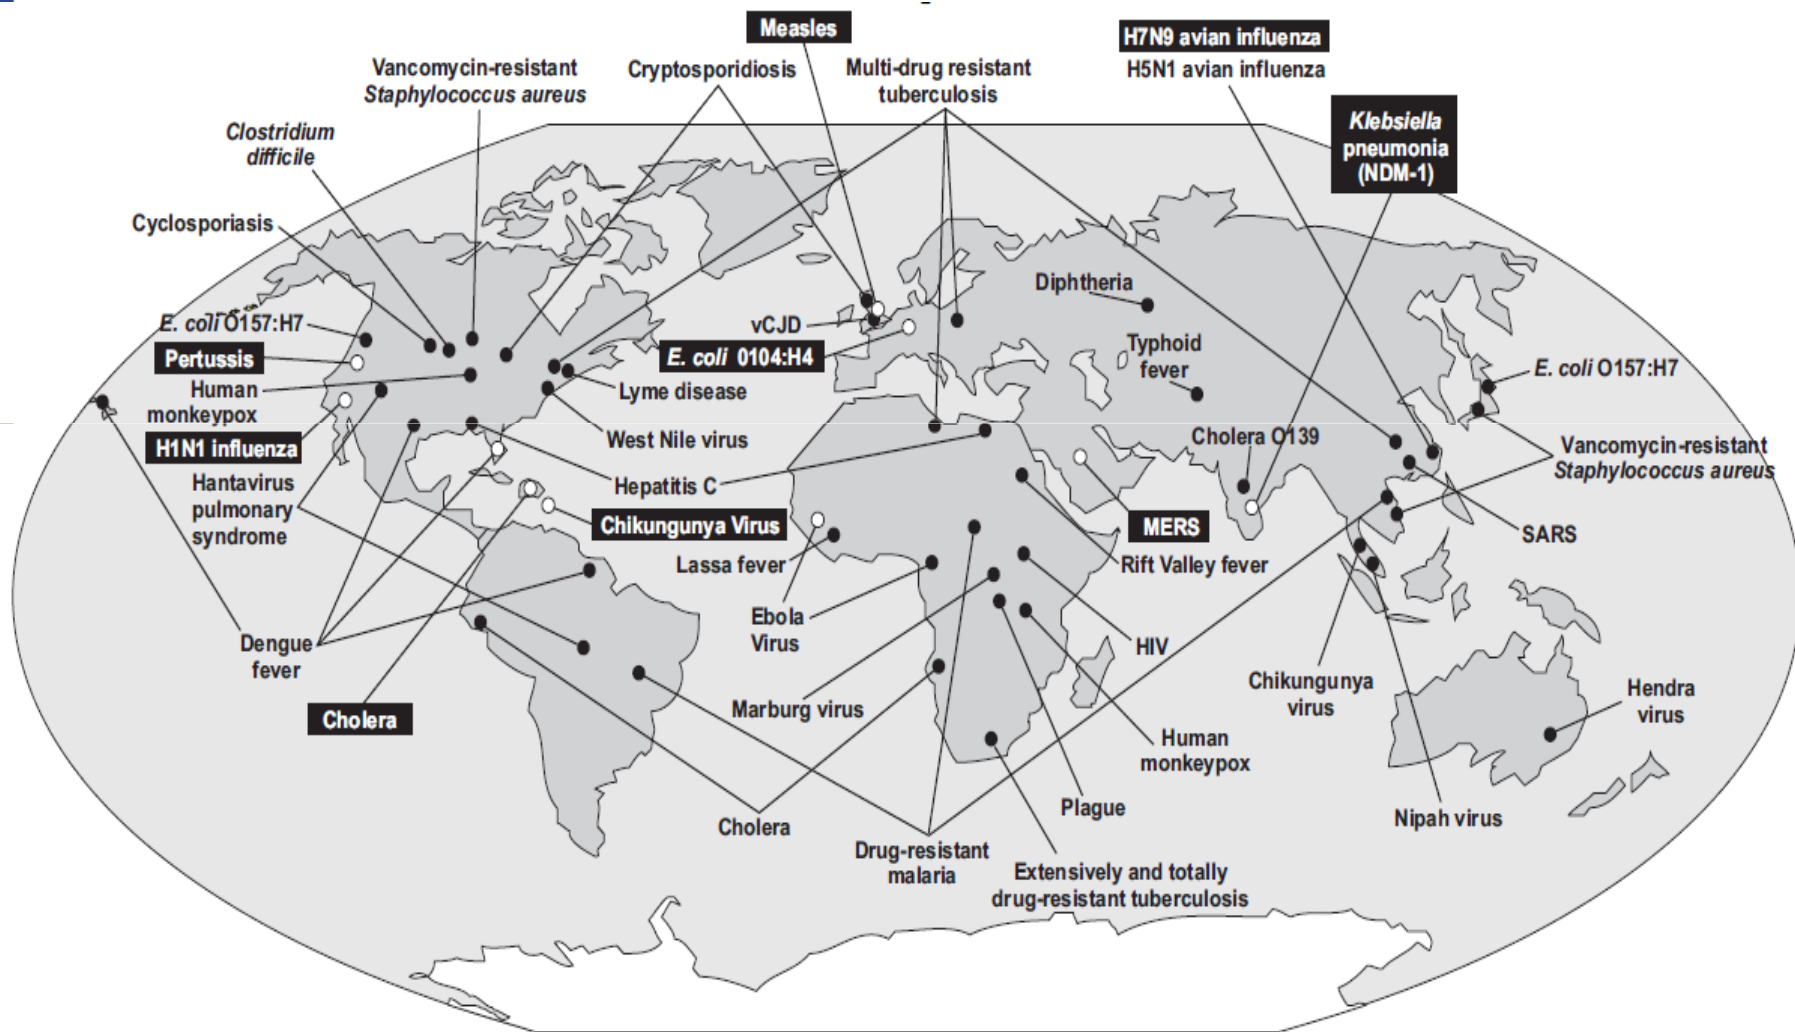 Measles
H7N9 avian influenza
H5N1 avian influenza
Vancomycin-resistant
Staphylococcus aureus
Cryptosporidiosis
Multi-drug resistant
tuberculosis
Klebsiella
pneumonia
(NDM-1)
Clostridium
difficile
Cyclosporiasis
Diphtheria
E. coli O157:H7
vCJD
Pertussis
E. coli 0104:H4
Typhoid
fever
E. coli O157:H7
Human
monkeypox
Lyme disease
H1N1 influenza
West Nile virus
Cholera O139
Vancomycin-resistant
Staphylococcus aureus
Hantavirus
pulmonary
syndrome
Hepatitis C
Chikungunya Virus
MERS
SARS
Lassa fever
Rift Valley fever
Ebola
Virus
Dengue
fever
HIV
Chikungunya
virus
Hendra
virus
Marburg virus
Cholera
Human
monkeypox
Plague
Nipah virus
Cholera
Drug-resistant
malaria
Extensively and totally
drug-resistant tuberculosis